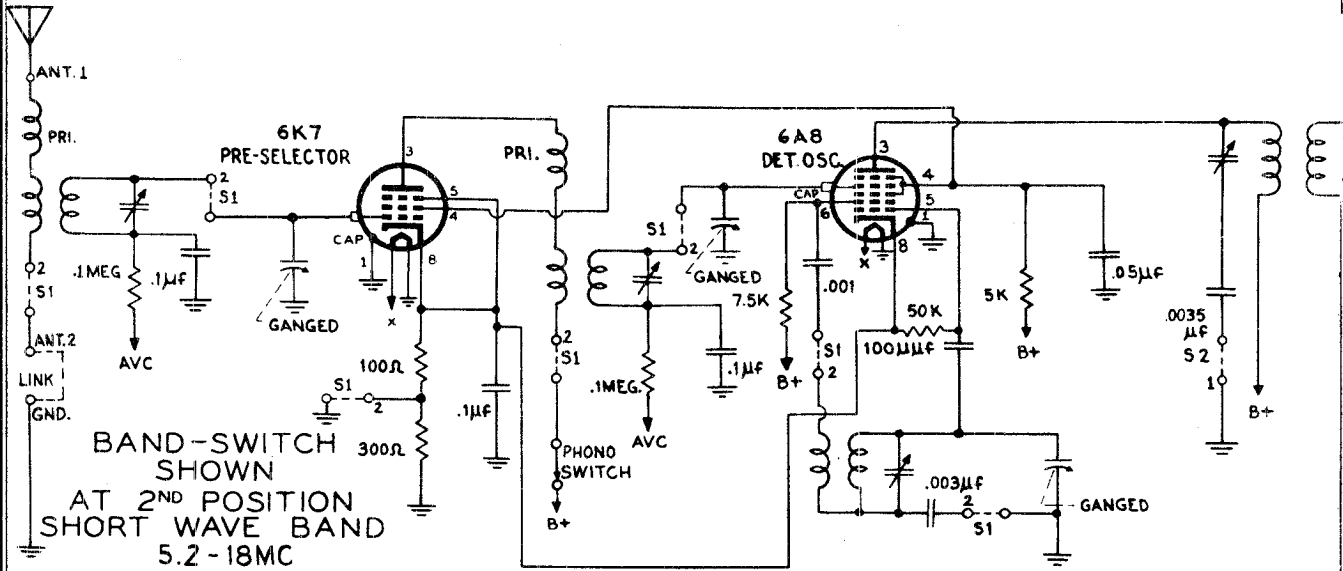 ANT.1
PRI.
6K7
PRE-SELECTOR
3
PRI.
6A8
DET.OSC.
3
2
S1
CAP
1
5
4
8
X
.1MEG
.1µf
AVC
GANGED
2
S1
ANT.2
LINK
GND.
100Ω
S1
2
300Ω
.1µf
S1
2
GANGED
2
S1
.1MEG.
.1µf
AVC
PHONO
SWITCH
B+
CAP
6
4
5
1
8
X
7.5K
B+
.001
S1
2
50K
100µµf
5K
B+
.05µf
.0035
µf
S2
1
B+
.003µf
2
S1
GANGED
BAND-SWITCH
SHOWN
AT 2ND POSITION
SHORT WAVE BAND
5.2-18MC